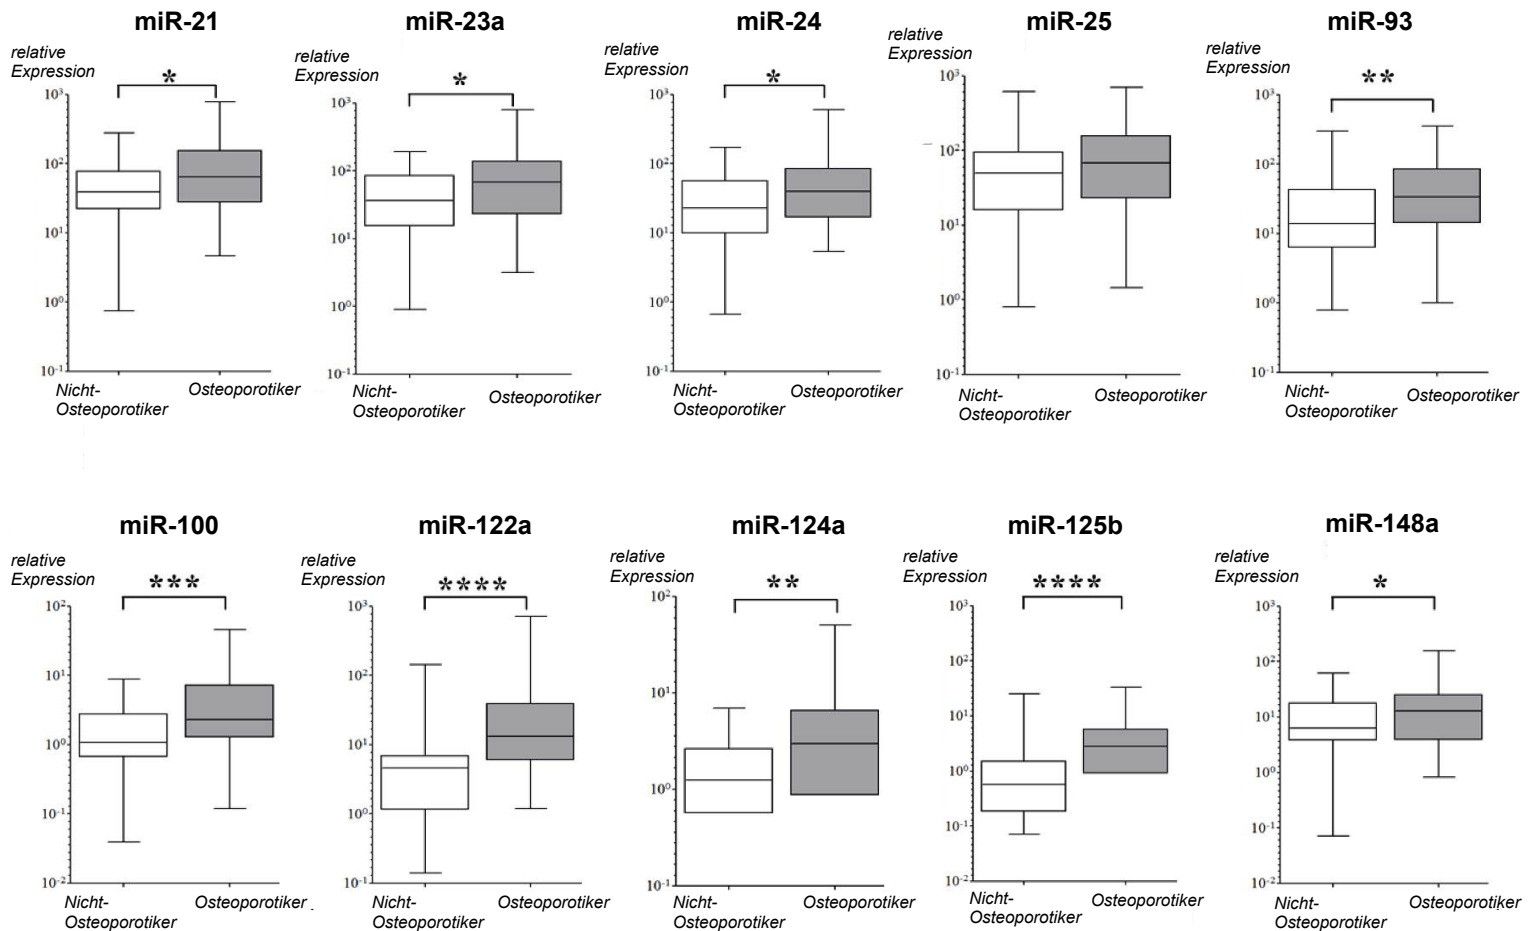 miR-21
relative
Expression
*
10³
10²
10¹
10⁰
10⁻¹
Nicht-
Osteoporotiker
Osteoporotiker
miR-23a
relative
Expression
*
10³
10²
10¹
10⁰
10⁻¹
Nicht-
Osteoporotiker
Osteoporotiker
miR-24
relative
Expression
*
10³
10²
10¹
10⁰
10⁻¹
Nicht-
Osteoporotiker
Osteoporotiker
miR-25
relative
Expression
10³
10²
10¹
10⁰
10⁻¹
Nicht-
Osteoporotiker
Osteoporotiker
miR-93
relative
Expression
**
10³
10²
10¹
10⁰
10⁻¹
Nicht-
Osteoporotiker
Osteoporotiker
miR-100
relative
Expression
***
10²
10¹
10⁰
10⁻¹
10⁻²
Nicht-
Osteoporotiker
Osteoporotiker
miR-122a
relative
Expression
****
10³
10²
10¹
10⁰
10⁻¹
Nicht-
Osteoporotiker
Osteoporotiker
miR-124a
relative
Expression
**
10²
10¹
10⁰
10⁻¹
Nicht-
Osteoporotiker
Osteoporotiker
miR-125b
relative
Expression
****
10³
10²
10¹
10⁰
10⁻¹
10⁻²
Nicht-
Osteoporotiker
Osteoporotiker
miR-148a
relative
Expression
*
10³
10²
10¹
10⁰
10⁻¹
10⁻²
Nicht-
Osteoporotiker
Osteoporotiker